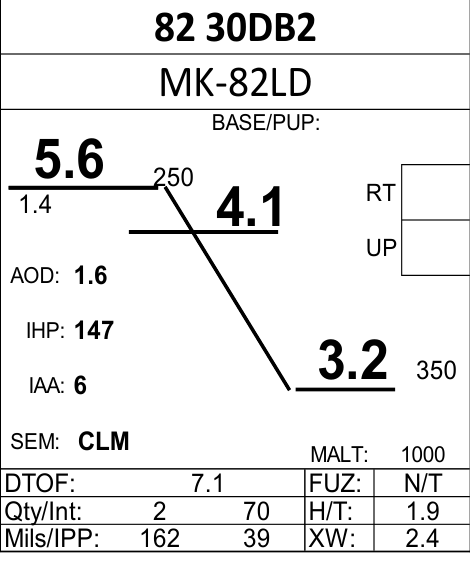 82 30DB2
MK-82LD
BASE/PUP:
5.6
250
1.4
4.1
RT
UP
AOD: 1.6
IHP: 147
3.2 350
IAA: 6
SEM: CLM
MALT: 1000
DTOF: 7.1 FUZ: N/T
Qty/Int: 2 70 H/T: 1.9
Mils/IPP: 162 39 XW: 2.4